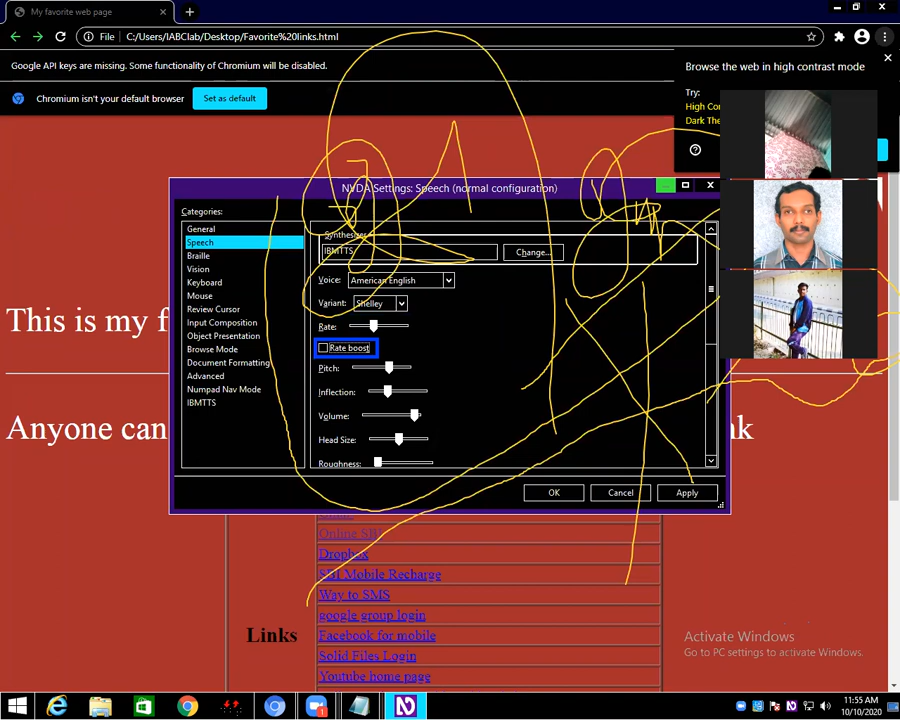 My favorite web page
File
C:/Users/IABClab/Desktop/Favorite%20links.html
Google API keys are missing. Some functionality of Chromium will be disabled.
Chromium isn't your default browser
Set as default
Browse the web in high contrast mode
Try:
High Co
Dark The
NVDA Settings: Speech (normal configuration)
Categories:
General
Speech
Braille
Vision
Keyboard
Mouse
Review Cursor
Input Composition
Object Presentation
Browse Mode
Document Formatting
Advanced
Numpad Nav Mode
IBMTTS
Synthesizer
IBMTTS
Change...
Voice:
American English
Variant:
Shelley
Rate:
Rate boost
Pitch:
Inflection:
Volume:
Head Size:
Roughness:
OK
Cancel
Apply
This is my f
Anyone can
nk
Online SBI
Dropbox
SBI Mobile Recharge
Way to SMS
google group login
Facebook for mobile
Solid Files Login
Youtube home page
Links
Activate Windows
Go to PC settings to activate Windows.
11:55 AM
10/10/2020